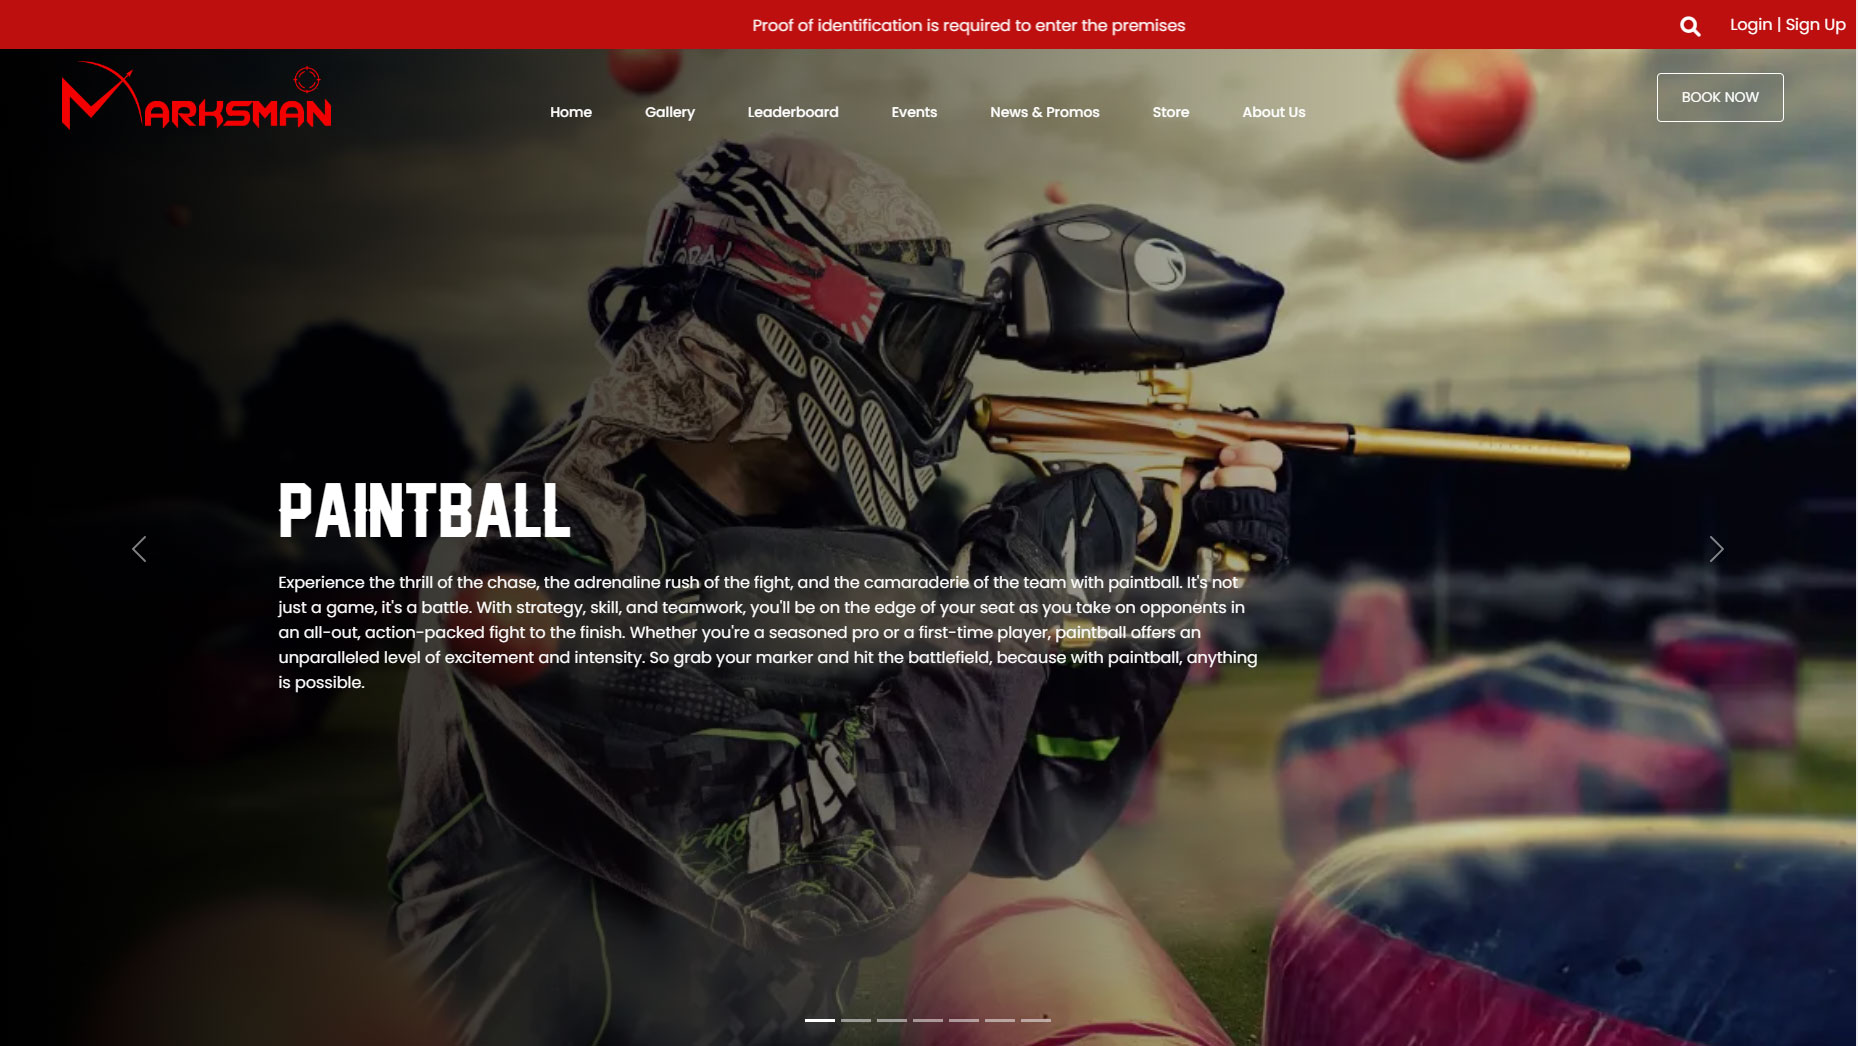 Proof of identification is required to enter the premises
Login | Sign Up
MARKSMAN
Home
Gallery
Leaderboard
Events
News & Promos
Store
About Us
BOOK NOW
PAINTBALL
Experience the thrill of the chase, the adrenaline rush of the fight, and the camaraderie of the team with paintball. It's not
just a game, it's a battle. With strategy, skill, and teamwork, you'll be on the edge of your seat as you take on opponents in
an all-out, action-packed fight to the finish. Whether you're a seasoned pro or a first-time player, paintball offers an
unparalleled level of excitement and intensity. So grab your marker and hit the battlefield, because with paintball, anything
is possible.